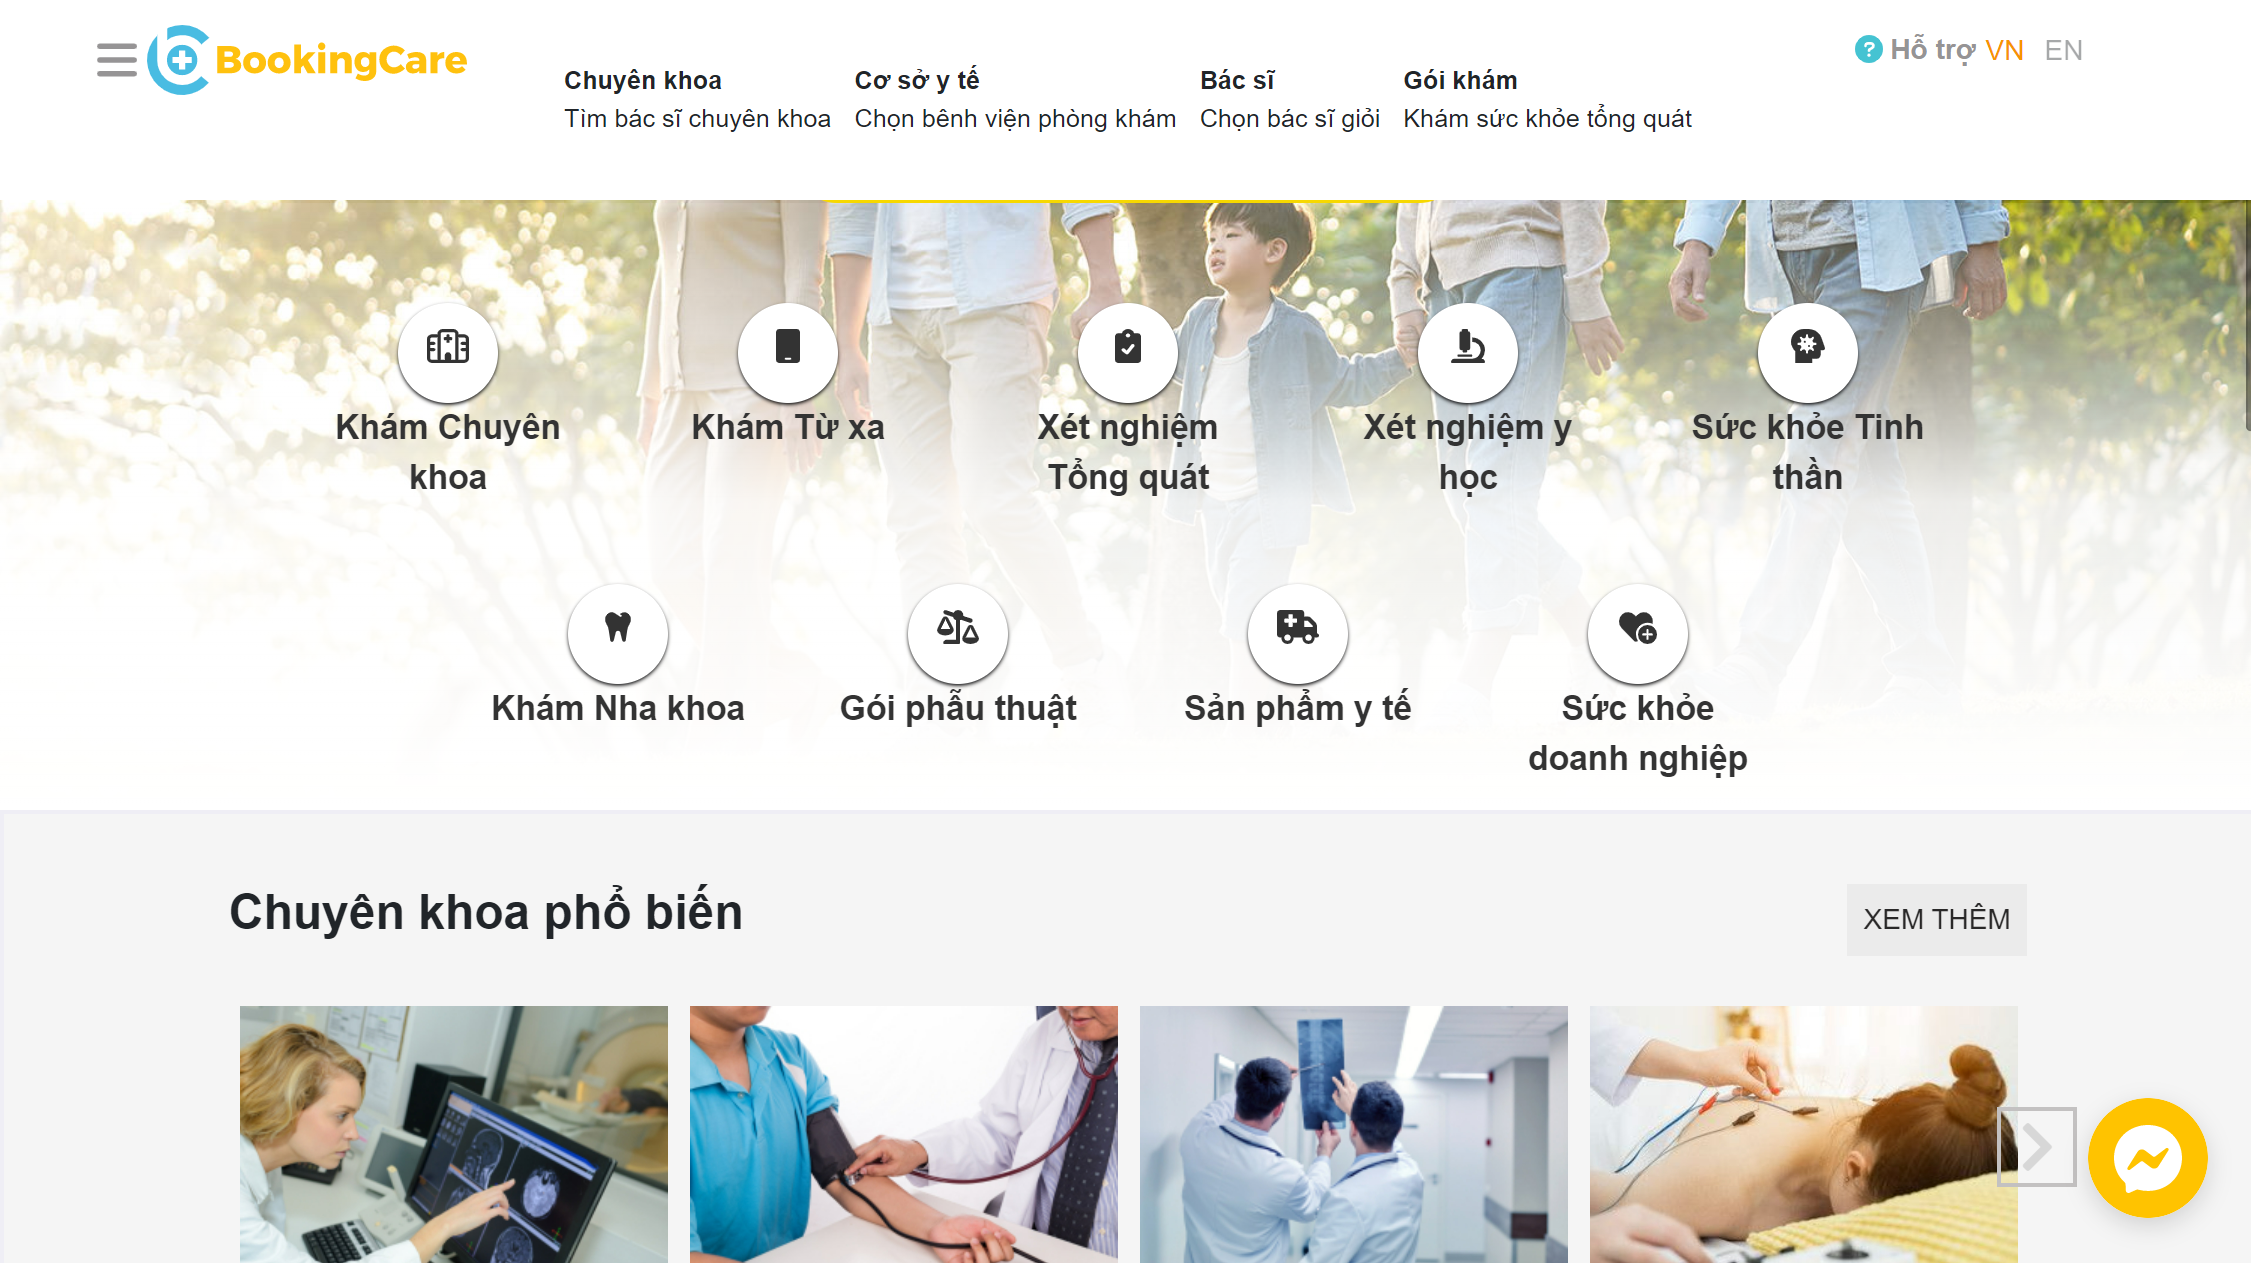 BookingCare
Chuyên khoa
Tìm bác sĩ chuyên khoa
Cơ sở y tế
Chọn bênh viện phòng khám
Bác sĩ
Chọn bác sĩ giỏi
Gói khám
Khám sức khỏe tổng quát
? Hỗ trợ VN EN
Khám Chuyên
khoa
Khám Từ xa
Xét nghiệm
Tổng quát
Xét nghiệm y
học
Sức khỏe Tinh
thần
Khám Nha khoa
Gói phẫu thuật
Sản phẩm y tế
Sức khỏe
doanh nghiệp
Chuyên khoa phổ biến
XEM THÊM